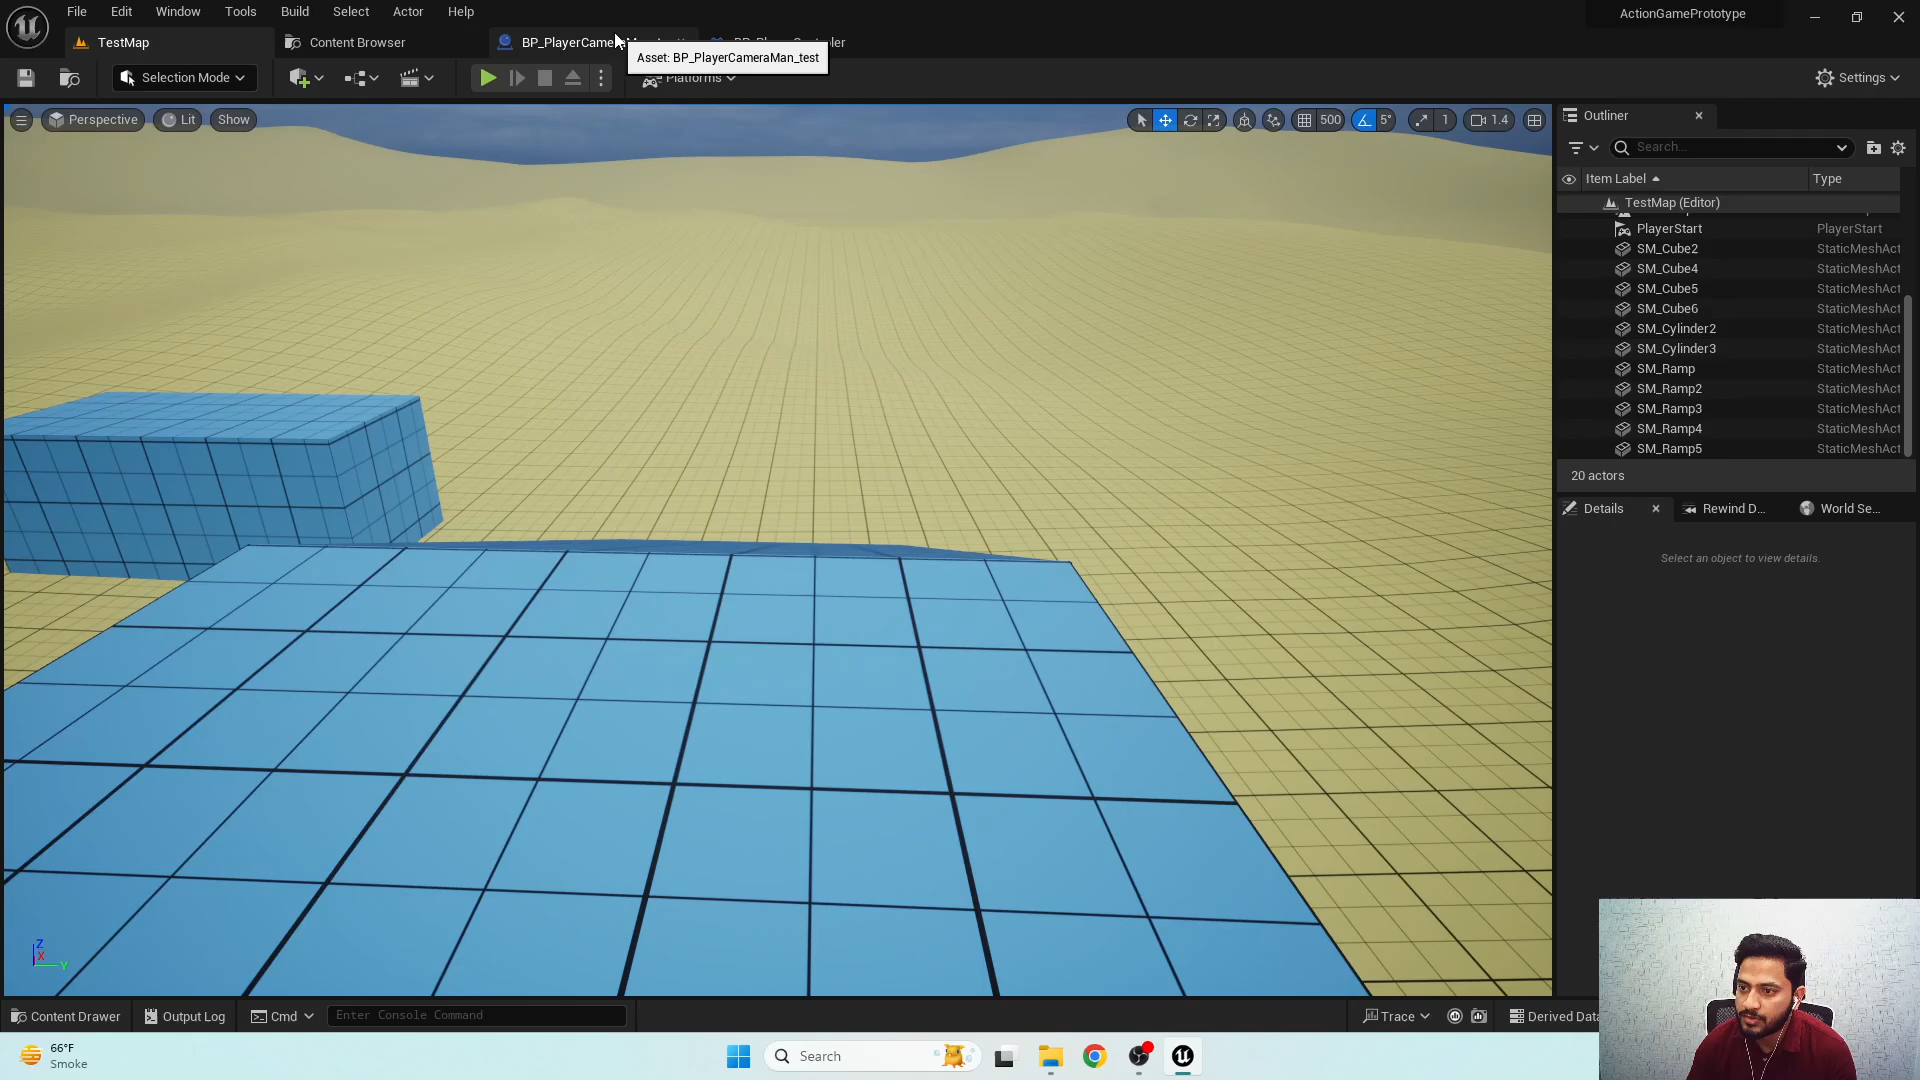 File Edit Window Tools Build Select Actor Help
ActionGamePrototype
TestMap
Content Browser
BP_PlayerCamera
Asset: BP_PlayerCameraMan_test
Selection Mode
Platforms
Settings
Perspective
Lit
Show
500
5°
1
1.4
Outliner
Search...
Item Label
Type
TestMap (Editor)
PlayerStart PlayerStart
SM_Cube2 StaticMeshAct
SM_Cube4 StaticMeshAct
SM_Cube5 StaticMeshAct
SM_Cube6 StaticMeshAct
SM_Cylinder2 StaticMeshAct
SM_Cylinder3 StaticMeshAct
SM_Ramp StaticMeshAct
SM_Ramp2 StaticMeshAct
SM_Ramp3 StaticMeshAct
SM_Ramp4 StaticMeshAct
SM_Ramp5 StaticMeshAct
20 actors
Details
Rewind D...
World Se...
Select an object to view details.
Z
X
Y
Content Drawer
Output Log
Cmd
Enter Console Command
Trace
Derived Data
66°F
Smoke
Search